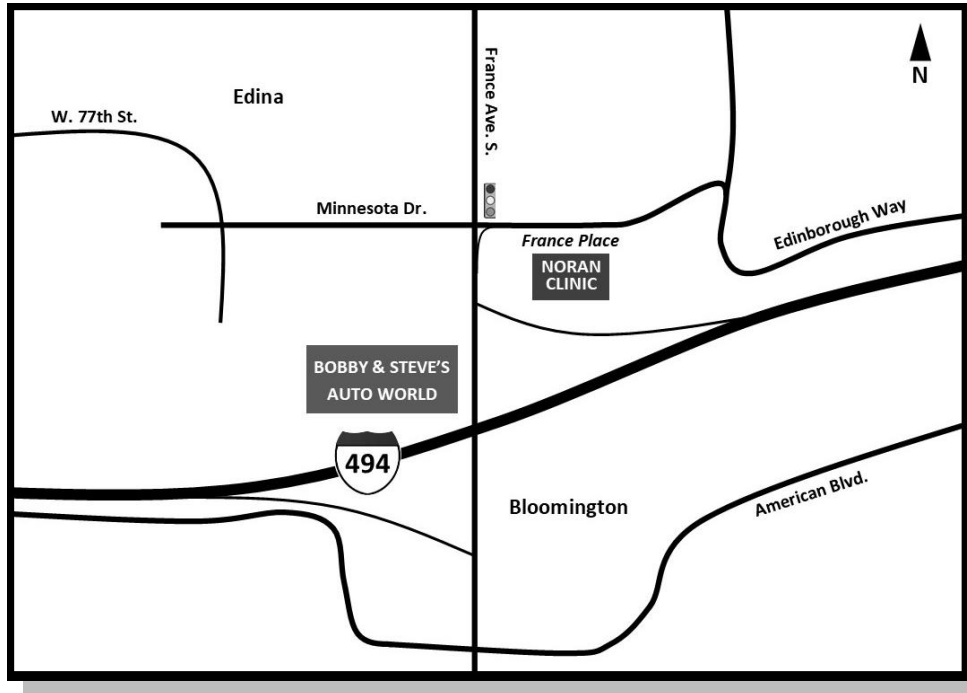 Edina
France Ave. S.
N
W. 77th St.
Minnesota Dr.
France Place
Edinborough Way
NORAN
CLINIC
BOBBY & STEVE'S
AUTO WORLD
494
Bloomington
American Blvd.